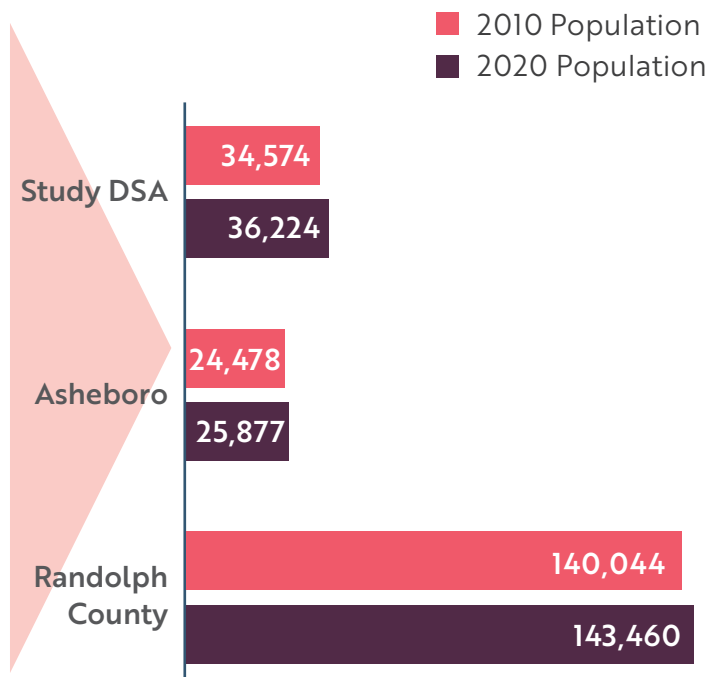 2010 Population
2020 Population
Study DSA
34,574
36,224
Asheboro
24,478
25,877
Randolph
County
140,044
143,460